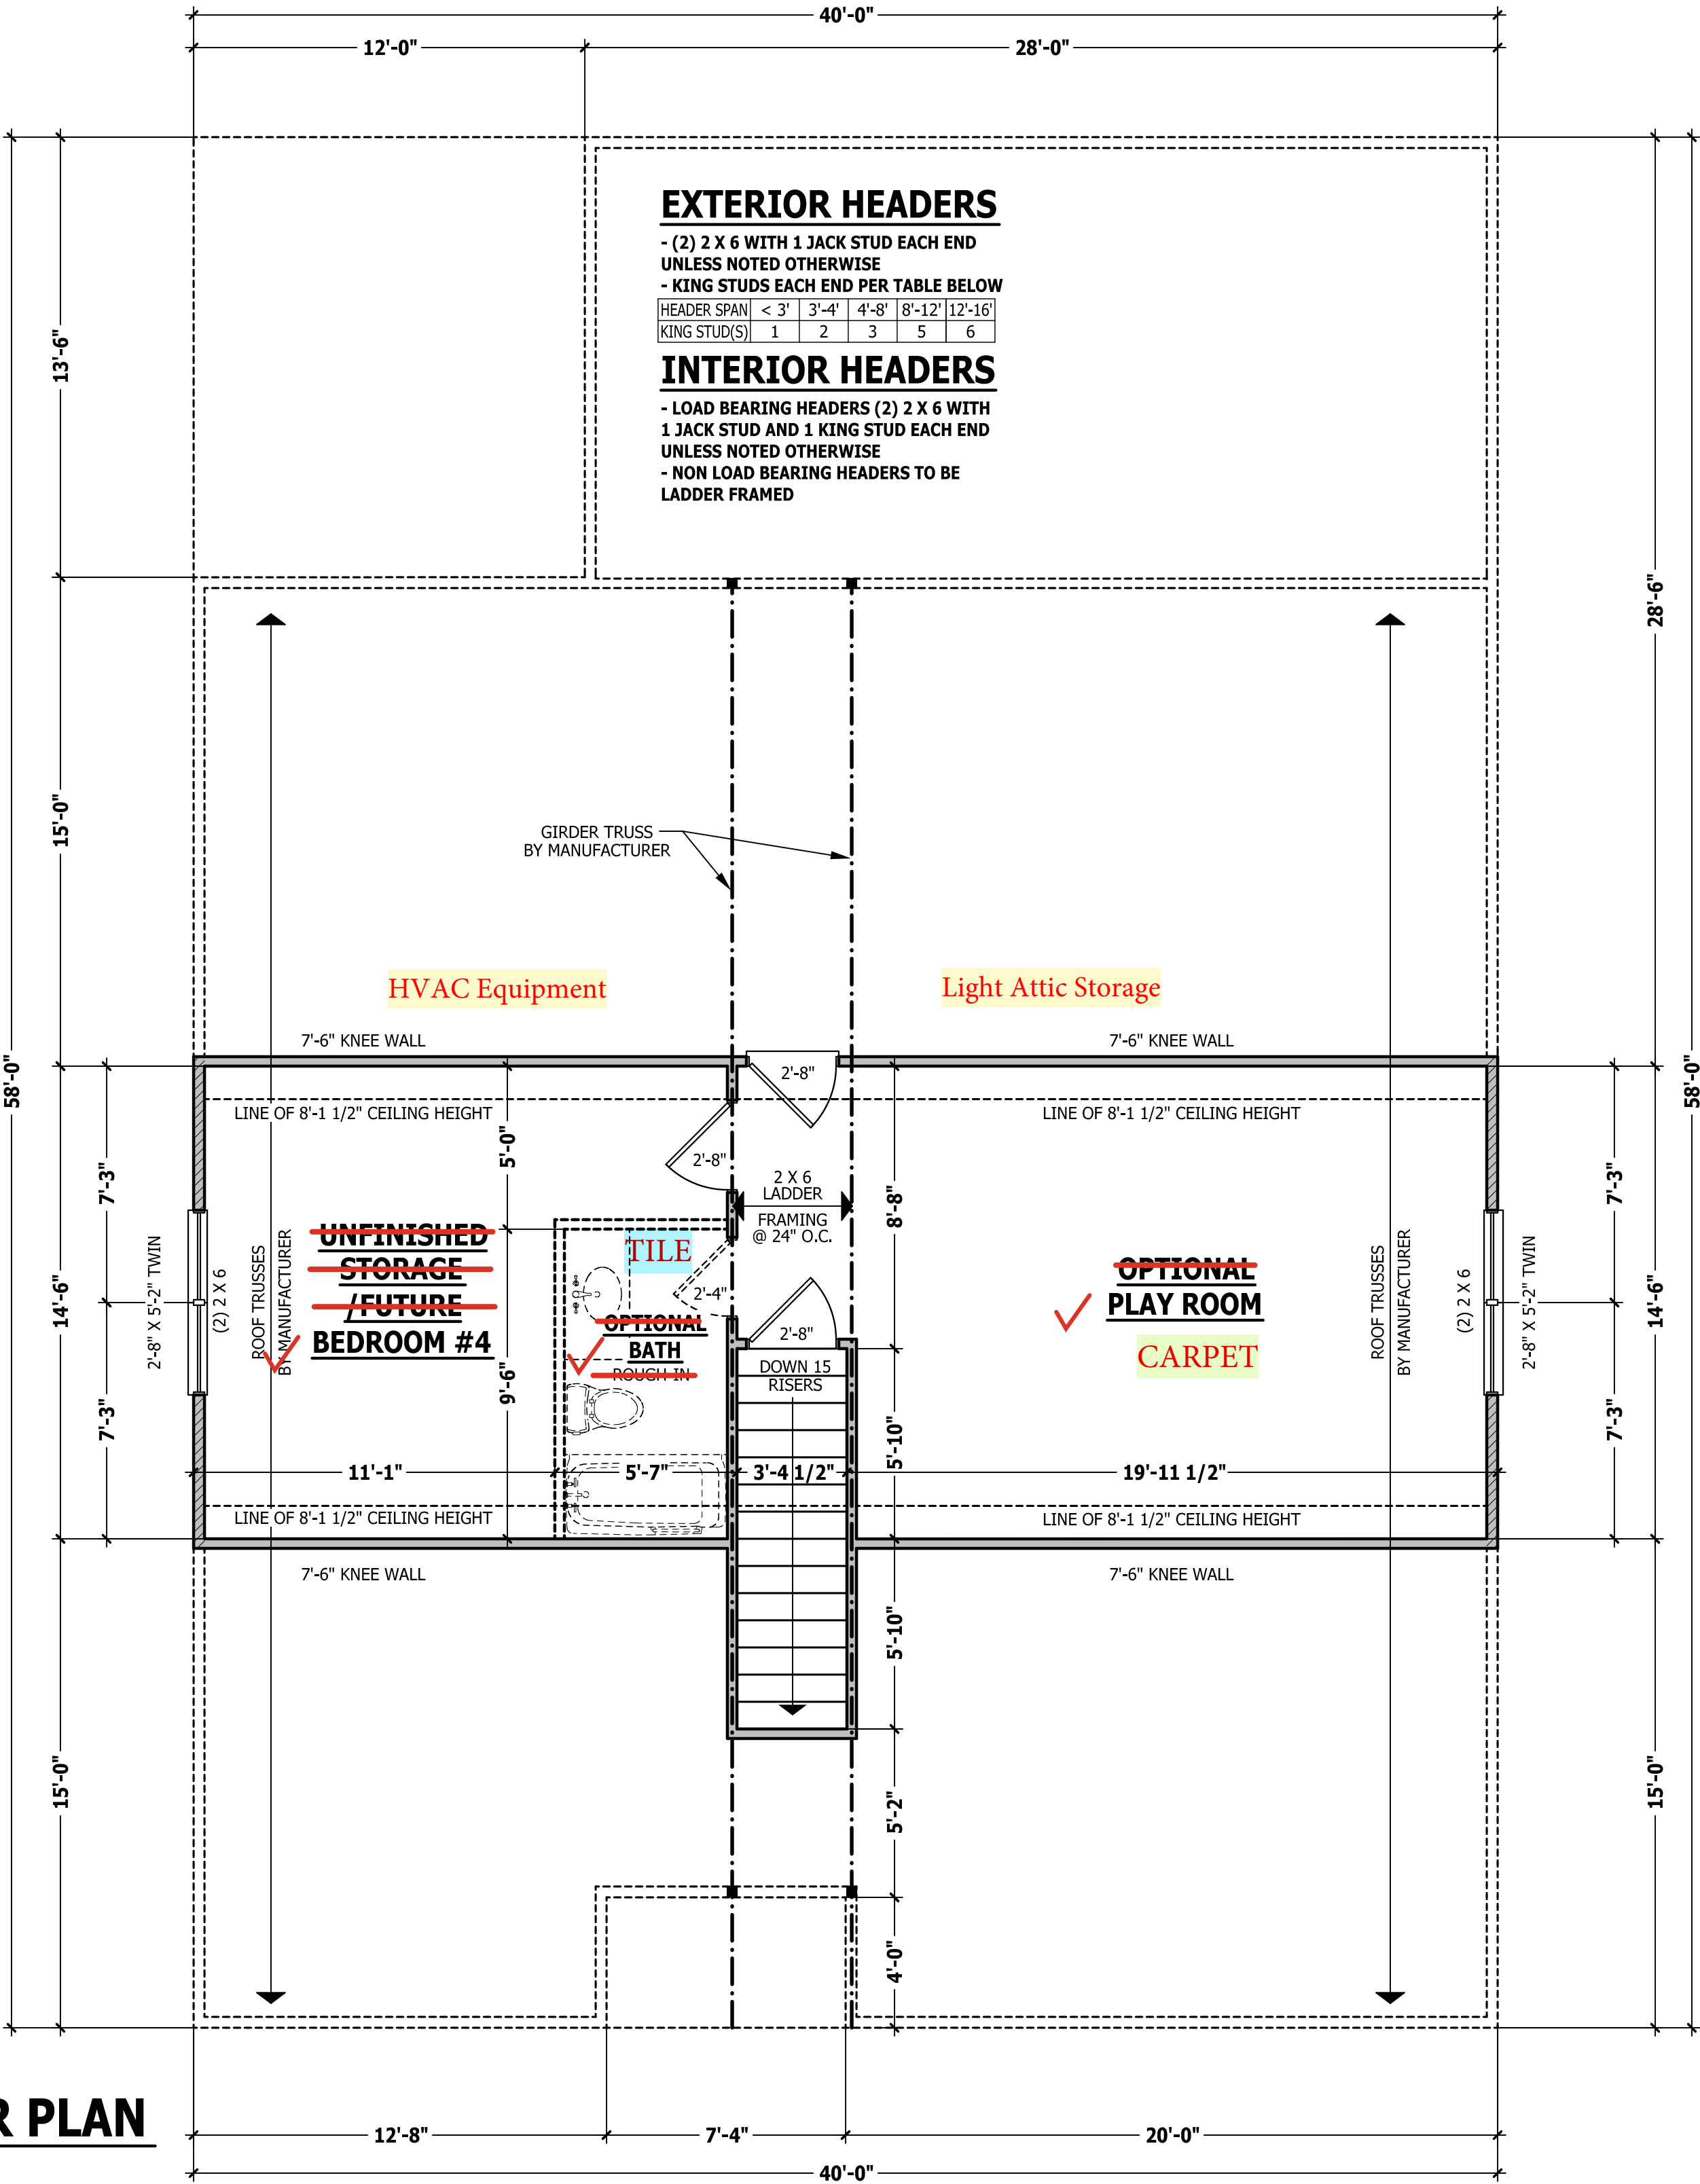 40'-0"
12'-0"
28'-0"
EXTERIOR HEADERS
- (2) 2 X 6 WITH 1 JACK STUD EACH END
UNLESS NOTED OTHERWISE
- KING STUDS EACH END PER TABLE BELOW
HEADER SPAN < 3' 3'-4' 4'-8' 8'-12' 12'-16'
KING STUD(S) 1 2 3 5 6
INTERIOR HEADERS
- LOAD BEARING HEADERS (2) 2 X 6 WITH
1 JACK STUD AND 1 KING STUD EACH END
UNLESS NOTED OTHERWISE
- NON LOAD BEARING HEADERS TO BE
LADDER FRAMED
13'-6"
28'-6"
15'-0"
GIRDER TRUSS
BY MANUFACTURER
HVAC Equipment
Light Attic Storage
7'-6" KNEE WALL
7'-6" KNEE WALL
58'-0"
58'-0"
2'-8"
LINE OF 8'-1 1/2" CEILING HEIGHT
LINE OF 8'-1 1/2" CEILING HEIGHT
5'-0"
2'-8"
7'-3"
7'-3"
2 X 6
LADDER
FRAMING
@ 24" O.C.
8'-8"
14'-6"
14'-6"
2'-8" X 5'-2" TWIN
(2) 2 X 6
ROOF TRUSSES
BY MANUFACTURER
UNFINISHED
STORAGE
/FUTURE
BEDROOM #4
TILE
2'-4"
OPTIONAL
BATH
ROUGH-IN
2'-8"
DOWN 15
RISERS
OPTIONAL
PLAY ROOM
CARPET
ROOF TRUSSES
BY MANUFACTURER
(2) 2 X 6
2'-8" X 5'-2" TWIN
9'-6"
7'-3"
7'-3"
5'-10"
11'-1"
5'-7"
3'-4 1/2"
19'-11 1/2"
LINE OF 8'-1 1/2" CEILING HEIGHT
LINE OF 8'-1 1/2" CEILING HEIGHT
7'-6" KNEE WALL
7'-6" KNEE WALL
5'-10"
15'-0"
15'-0"
5'-2"
4'-0"
R PLAN
12'-8"
7'-4"
20'-0"
40'-0"